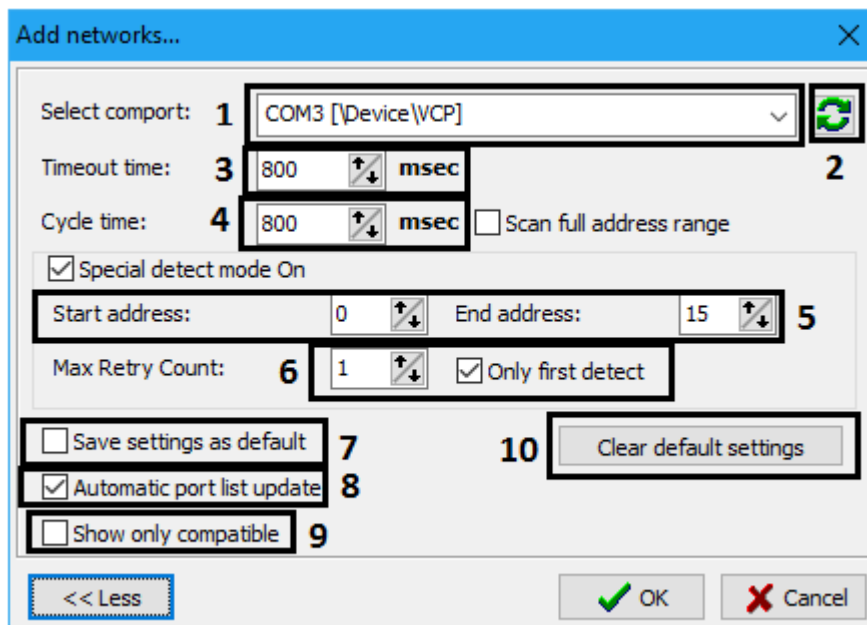 Add networks...
Select comport: 1 COM3 [\Device\VCP]
2
Timeout time: 3 800 msec
Cycle time: 4 800 msec Scan full address range
Special detect mode On
Start address: 0 End address: 15 5
Max Retry Count: 6 1 Only first detect
Save settings as default 7 10 Clear default settings
Automatic port list update 8
Show only compatible 9
<< Less OK Cancel